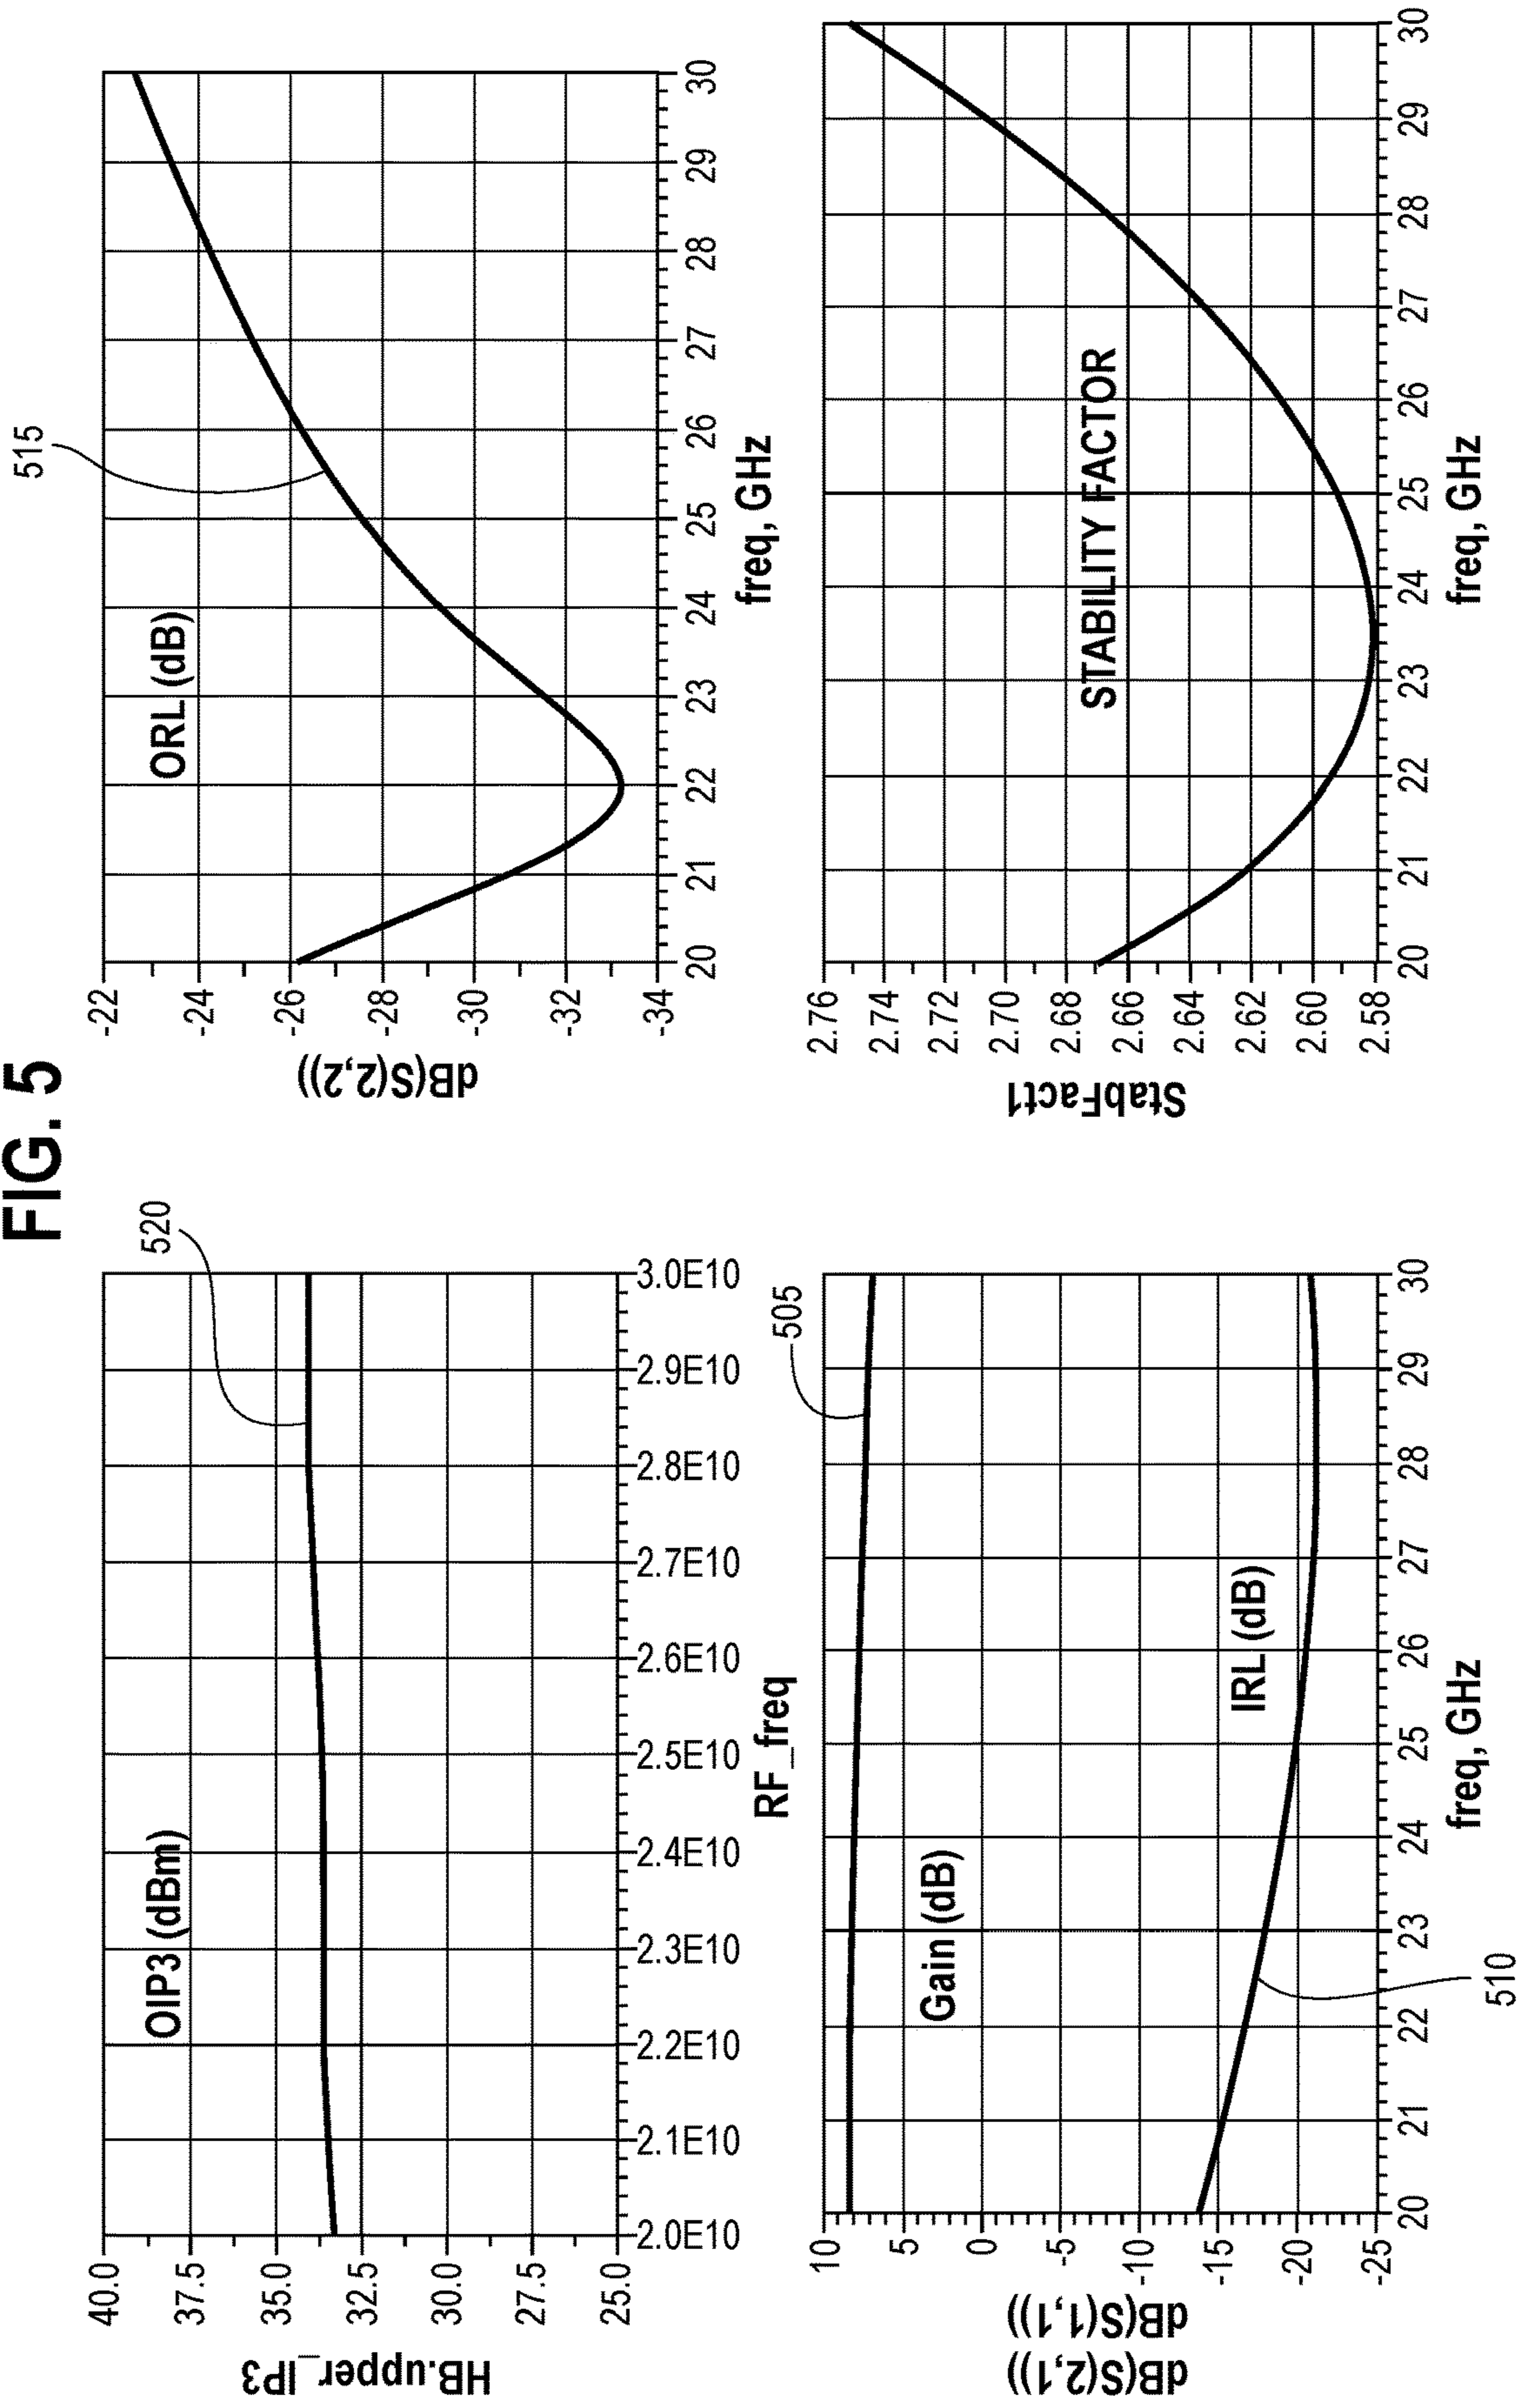 FIG. 5
OIP3 (dBm)
520
HB.upper_IP3
40.0
37.5
35.0
32.5
30.0
27.5
25.0
2.0E10 2.1E10 2.2E10 2.3E10 2.4E10 2.5E10 2.6E10 2.7E10 2.8E10 2.9E10 3.0E10
RF_freq
ORL (dB)
515
dB(S(2,2))
-22
-24
-26
-28
-30
-32
-34
20 21 22 23 24 25 26 27 28 29 30
freq, GHz
505
Gain (dB)
IRL (dB)
510
dB(S(2,1))
dB(S(1,1))
10
5
0
-5
-10
-15
-20
-25
20 21 22 23 24 25 26 27 28 29 30
freq, GHz
STABILITY FACTOR
StabFact1
2.76
2.74
2.72
2.70
2.68
2.66
2.64
2.62
2.60
2.58
20 21 22 23 24 25 26 27 28 29 30
freq, GHz